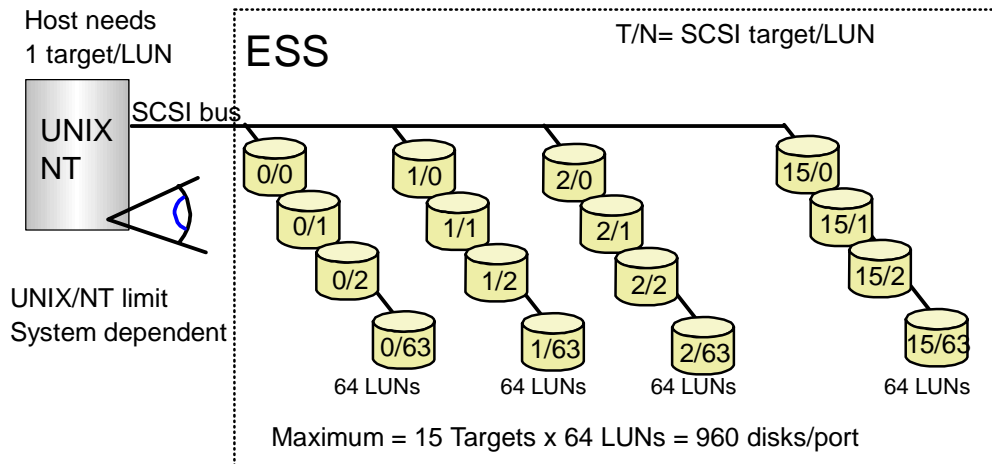 Host needs
1 target/LUN
ESS
T/N= SCSI target/LUN
UNIX
NT
SCSI bus
0/0
1/0
2/0
15/0
0/1
1/1
2/1
15/1
0/2
1/2
2/2
15/2
0/63
1/63
2/63
15/63
UNIX/NT limit
System dependent
64 LUNs
64 LUNs
64 LUNs
64 LUNs
Maximum = 15 Targets x 64 LUNs = 960 disks/port